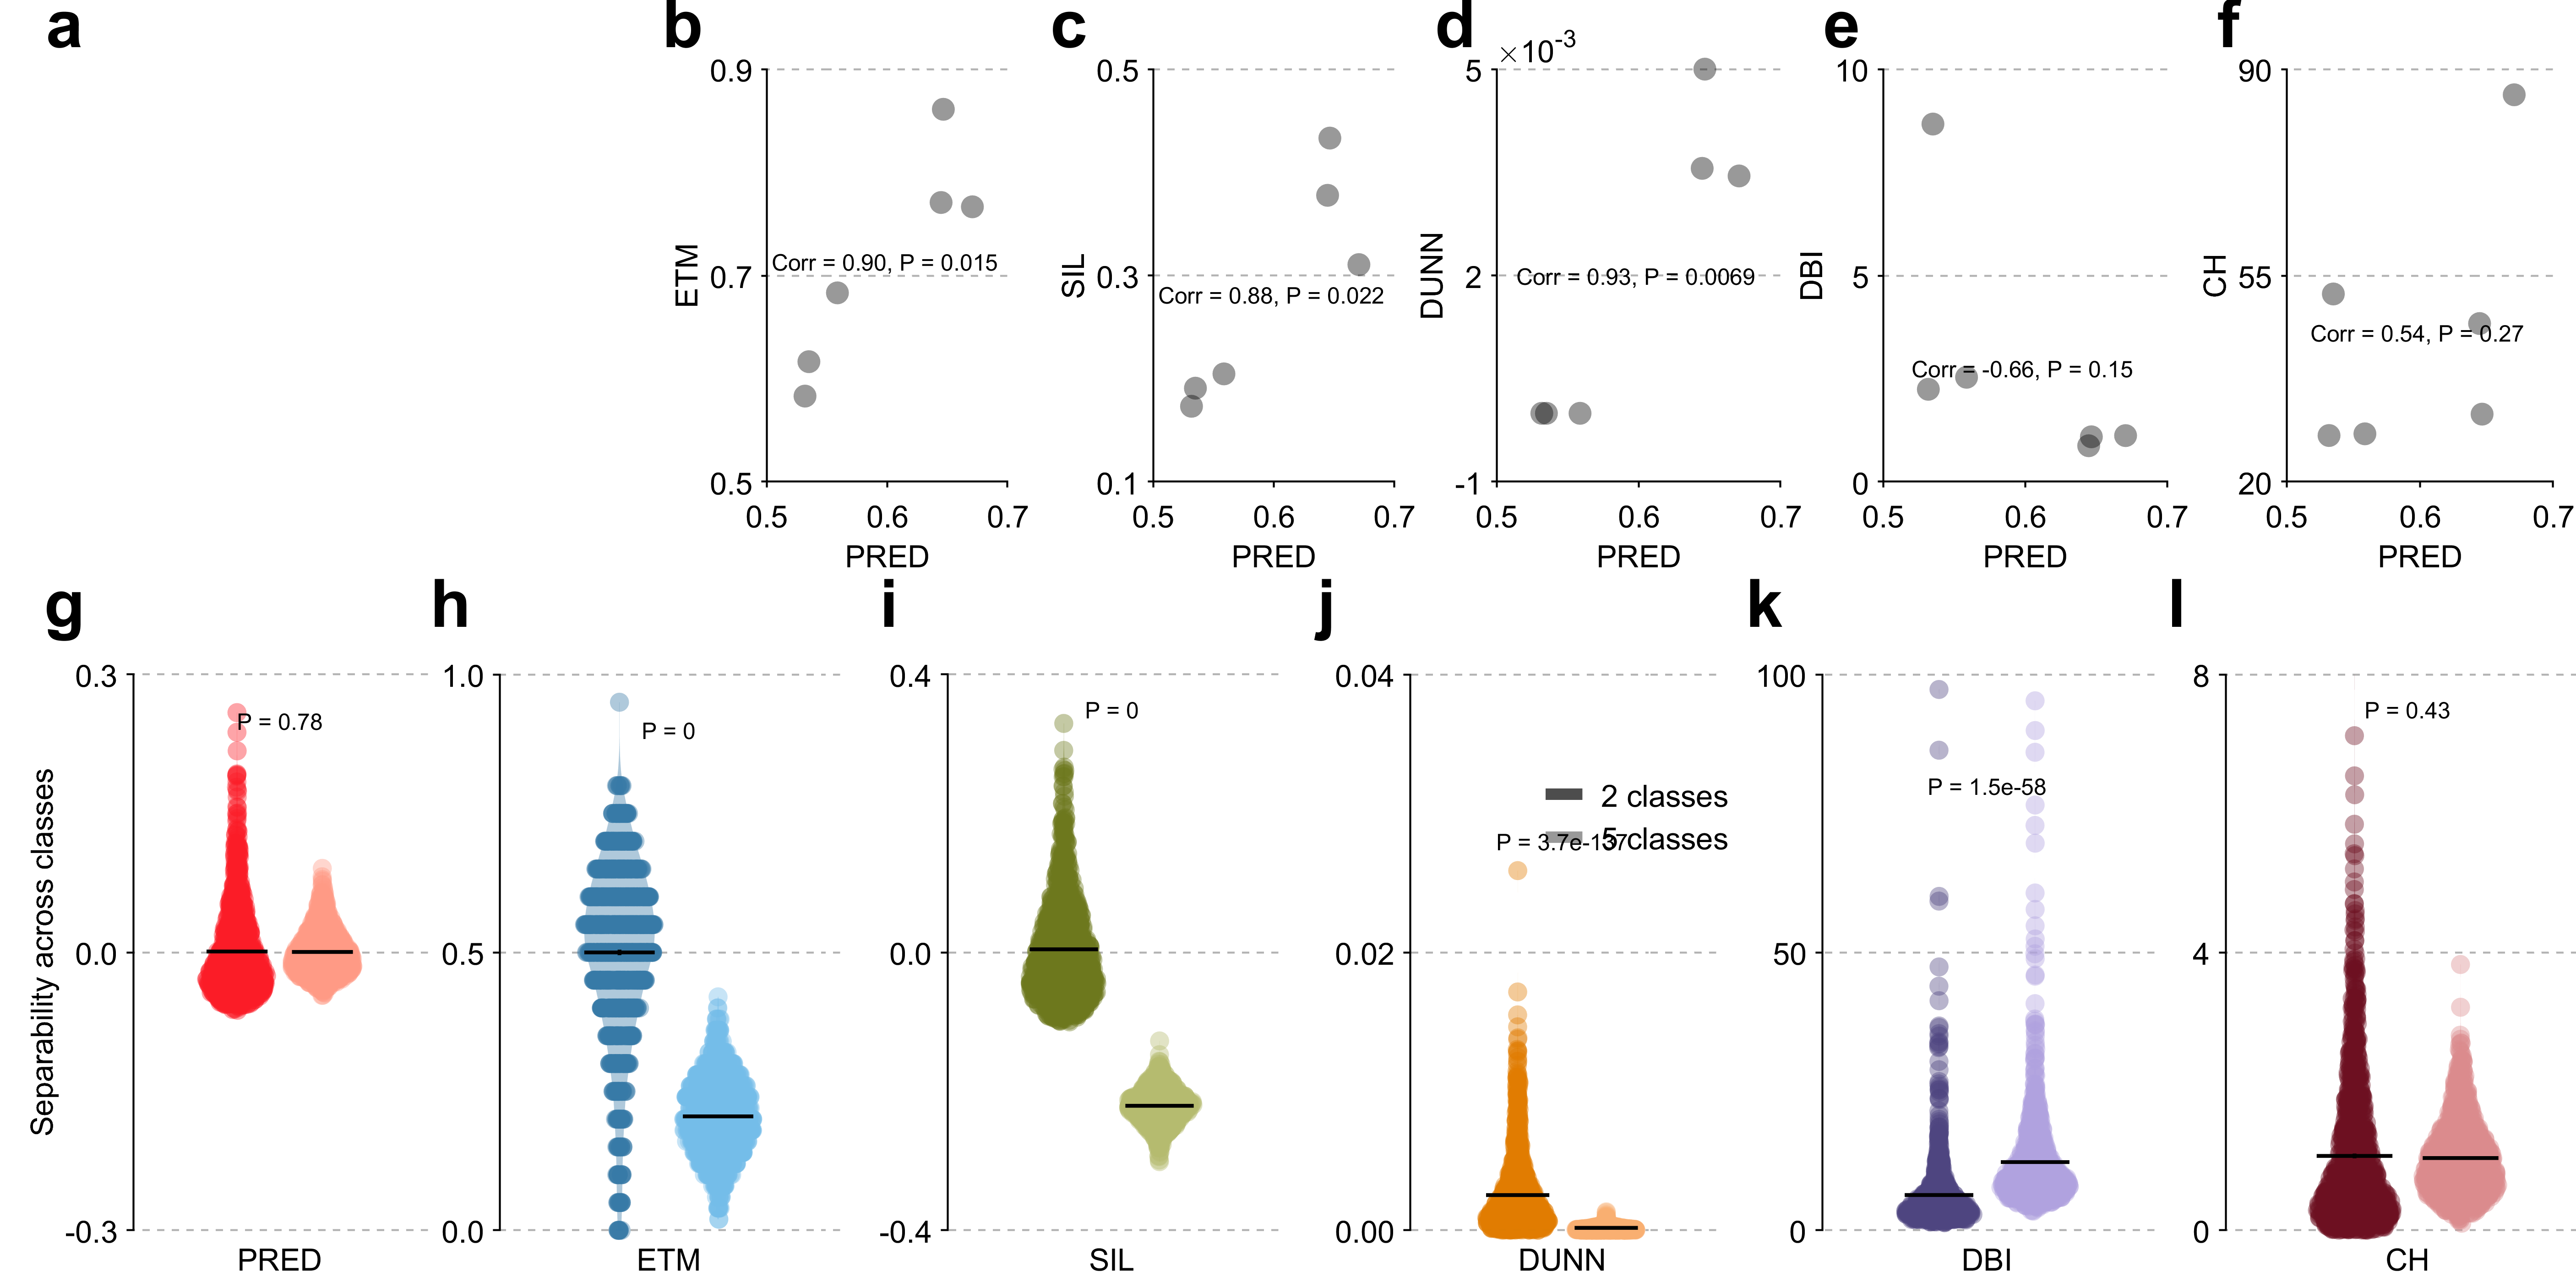 a
b
0.9
0.7
0.5
ETM
Corr = 0.90, P = 0.015
0.5 0.6 0.7
PRED
c
0.5
0.3
0.1
SIL
Corr = 0.88, P = 0.022
0.5 0.6 0.7
PRED
d
×10-3
5
2
-1
DUNN
Corr = 0.93, P = 0.0069
0.5 0.6 0.7
PRED
e
10
5
0
DBI
Corr = -0.66, P = 0.15
0.5 0.6 0.7
PRED
f
90
55
20
CH
Corr = 0.54, P = 0.27
0.5 0.6 0.7
PRED
g
Separability across classes
0.3
0.0
-0.3
P = 0.78
PRED
h
1.0
0.5
0.0
P = 0
ETM
i
0.4
0.0
-0.4
P = 0
SIL
j
0.04
0.02
0.00
2 classes
P = 3.7e-137
5 classes
DUNN
k
100
50
0
P = 1.5e-58
DBI
l
8
4
0
P = 0.43
CH